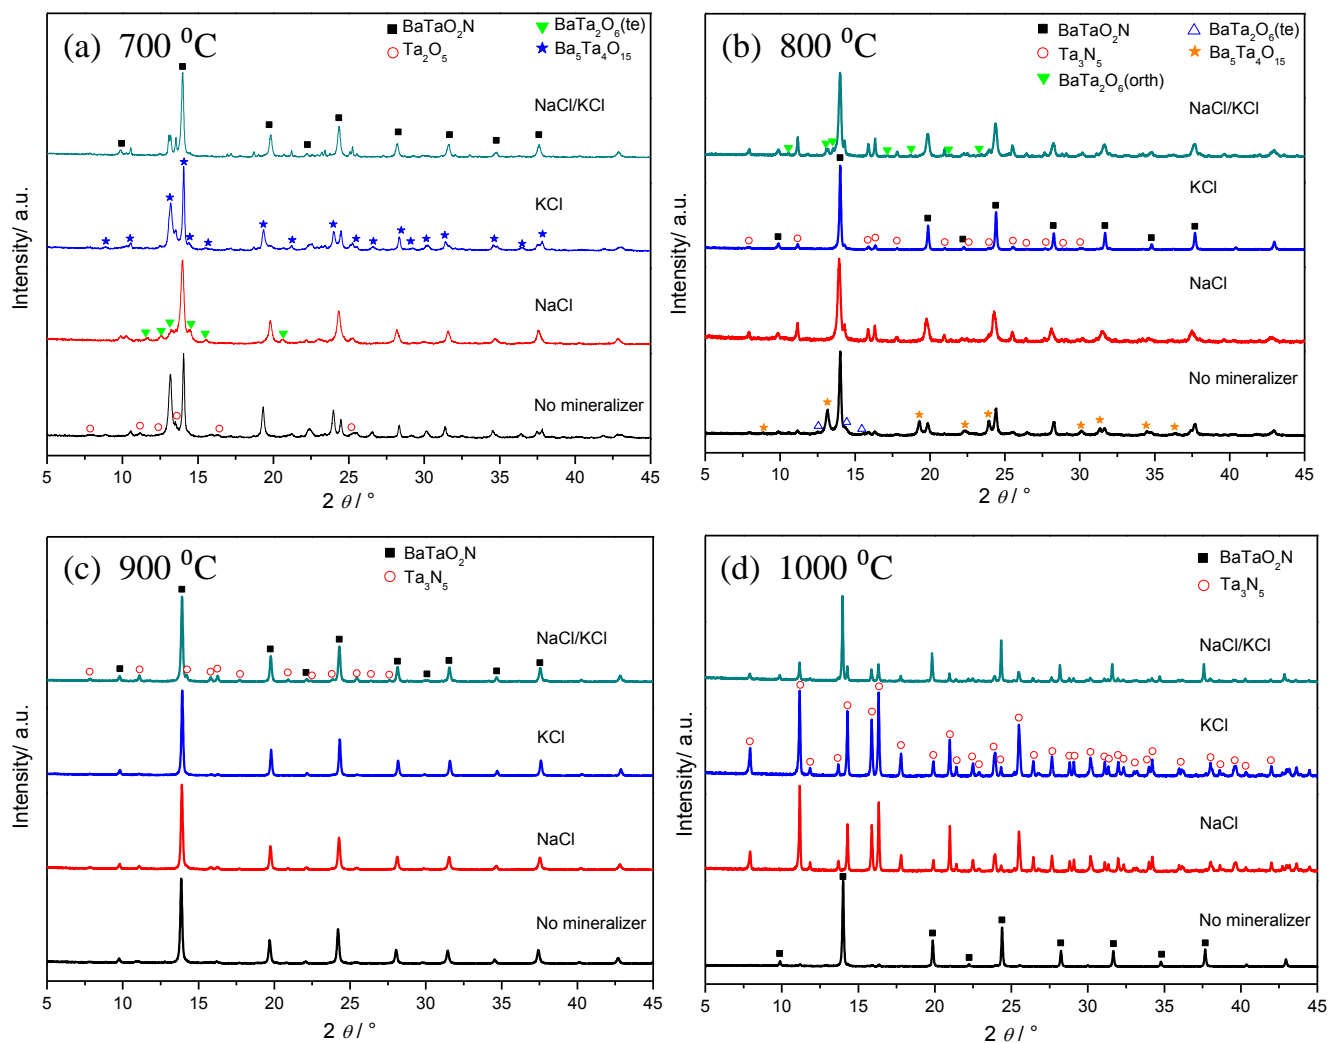 (a) 700 ⁰C
BaTaO₂N
Ta₂O₅
BaTa₂O₆(te)
Ba₅Ta₄O₁₅
NaCl/KCl
KCl
NaCl
No mineralizer
Intensity/ a.u.
5 10 15 20 25 30 35 40 45
2 θ / °
(b) 800 ⁰C
BaTaO₂N
Ta₃N₅
BaTa₂O₆(orth)
BaTa₂O₆(te)
Ba₅Ta₄O₁₅
NaCl/KCl
KCl
NaCl
No mineralizer
Intensity/ a.u.
5 10 15 20 25 30 35 40 45
2 θ / °
(c) 900 ⁰C
BaTaO₂N
Ta₃N₅
NaCl/KCl
KCl
NaCl
No mineralizer
Intensity/ a.u.
5 10 15 20 25 30 35 40 45
2 θ / °
(d) 1000 ⁰C
BaTaO₂N
Ta₃N₅
NaCl/KCl
KCl
NaCl
No mineralizer
Intensity/ a.u.
5 10 15 20 25 30 35 40 45
2 θ / °